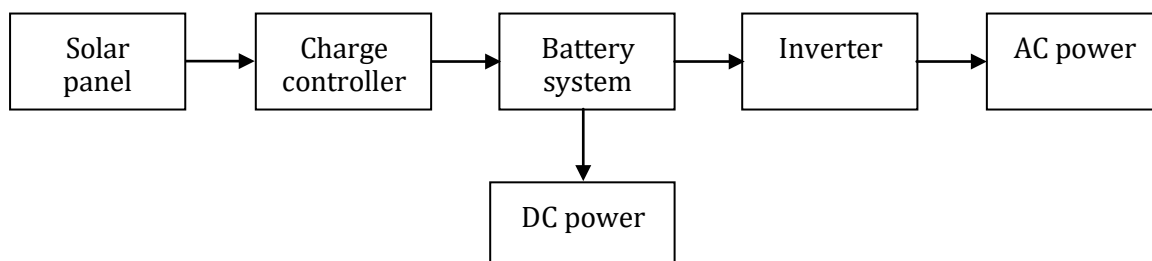 Solar
panel
Charge
controller
Battery
system
Inverter
AC power
DC power